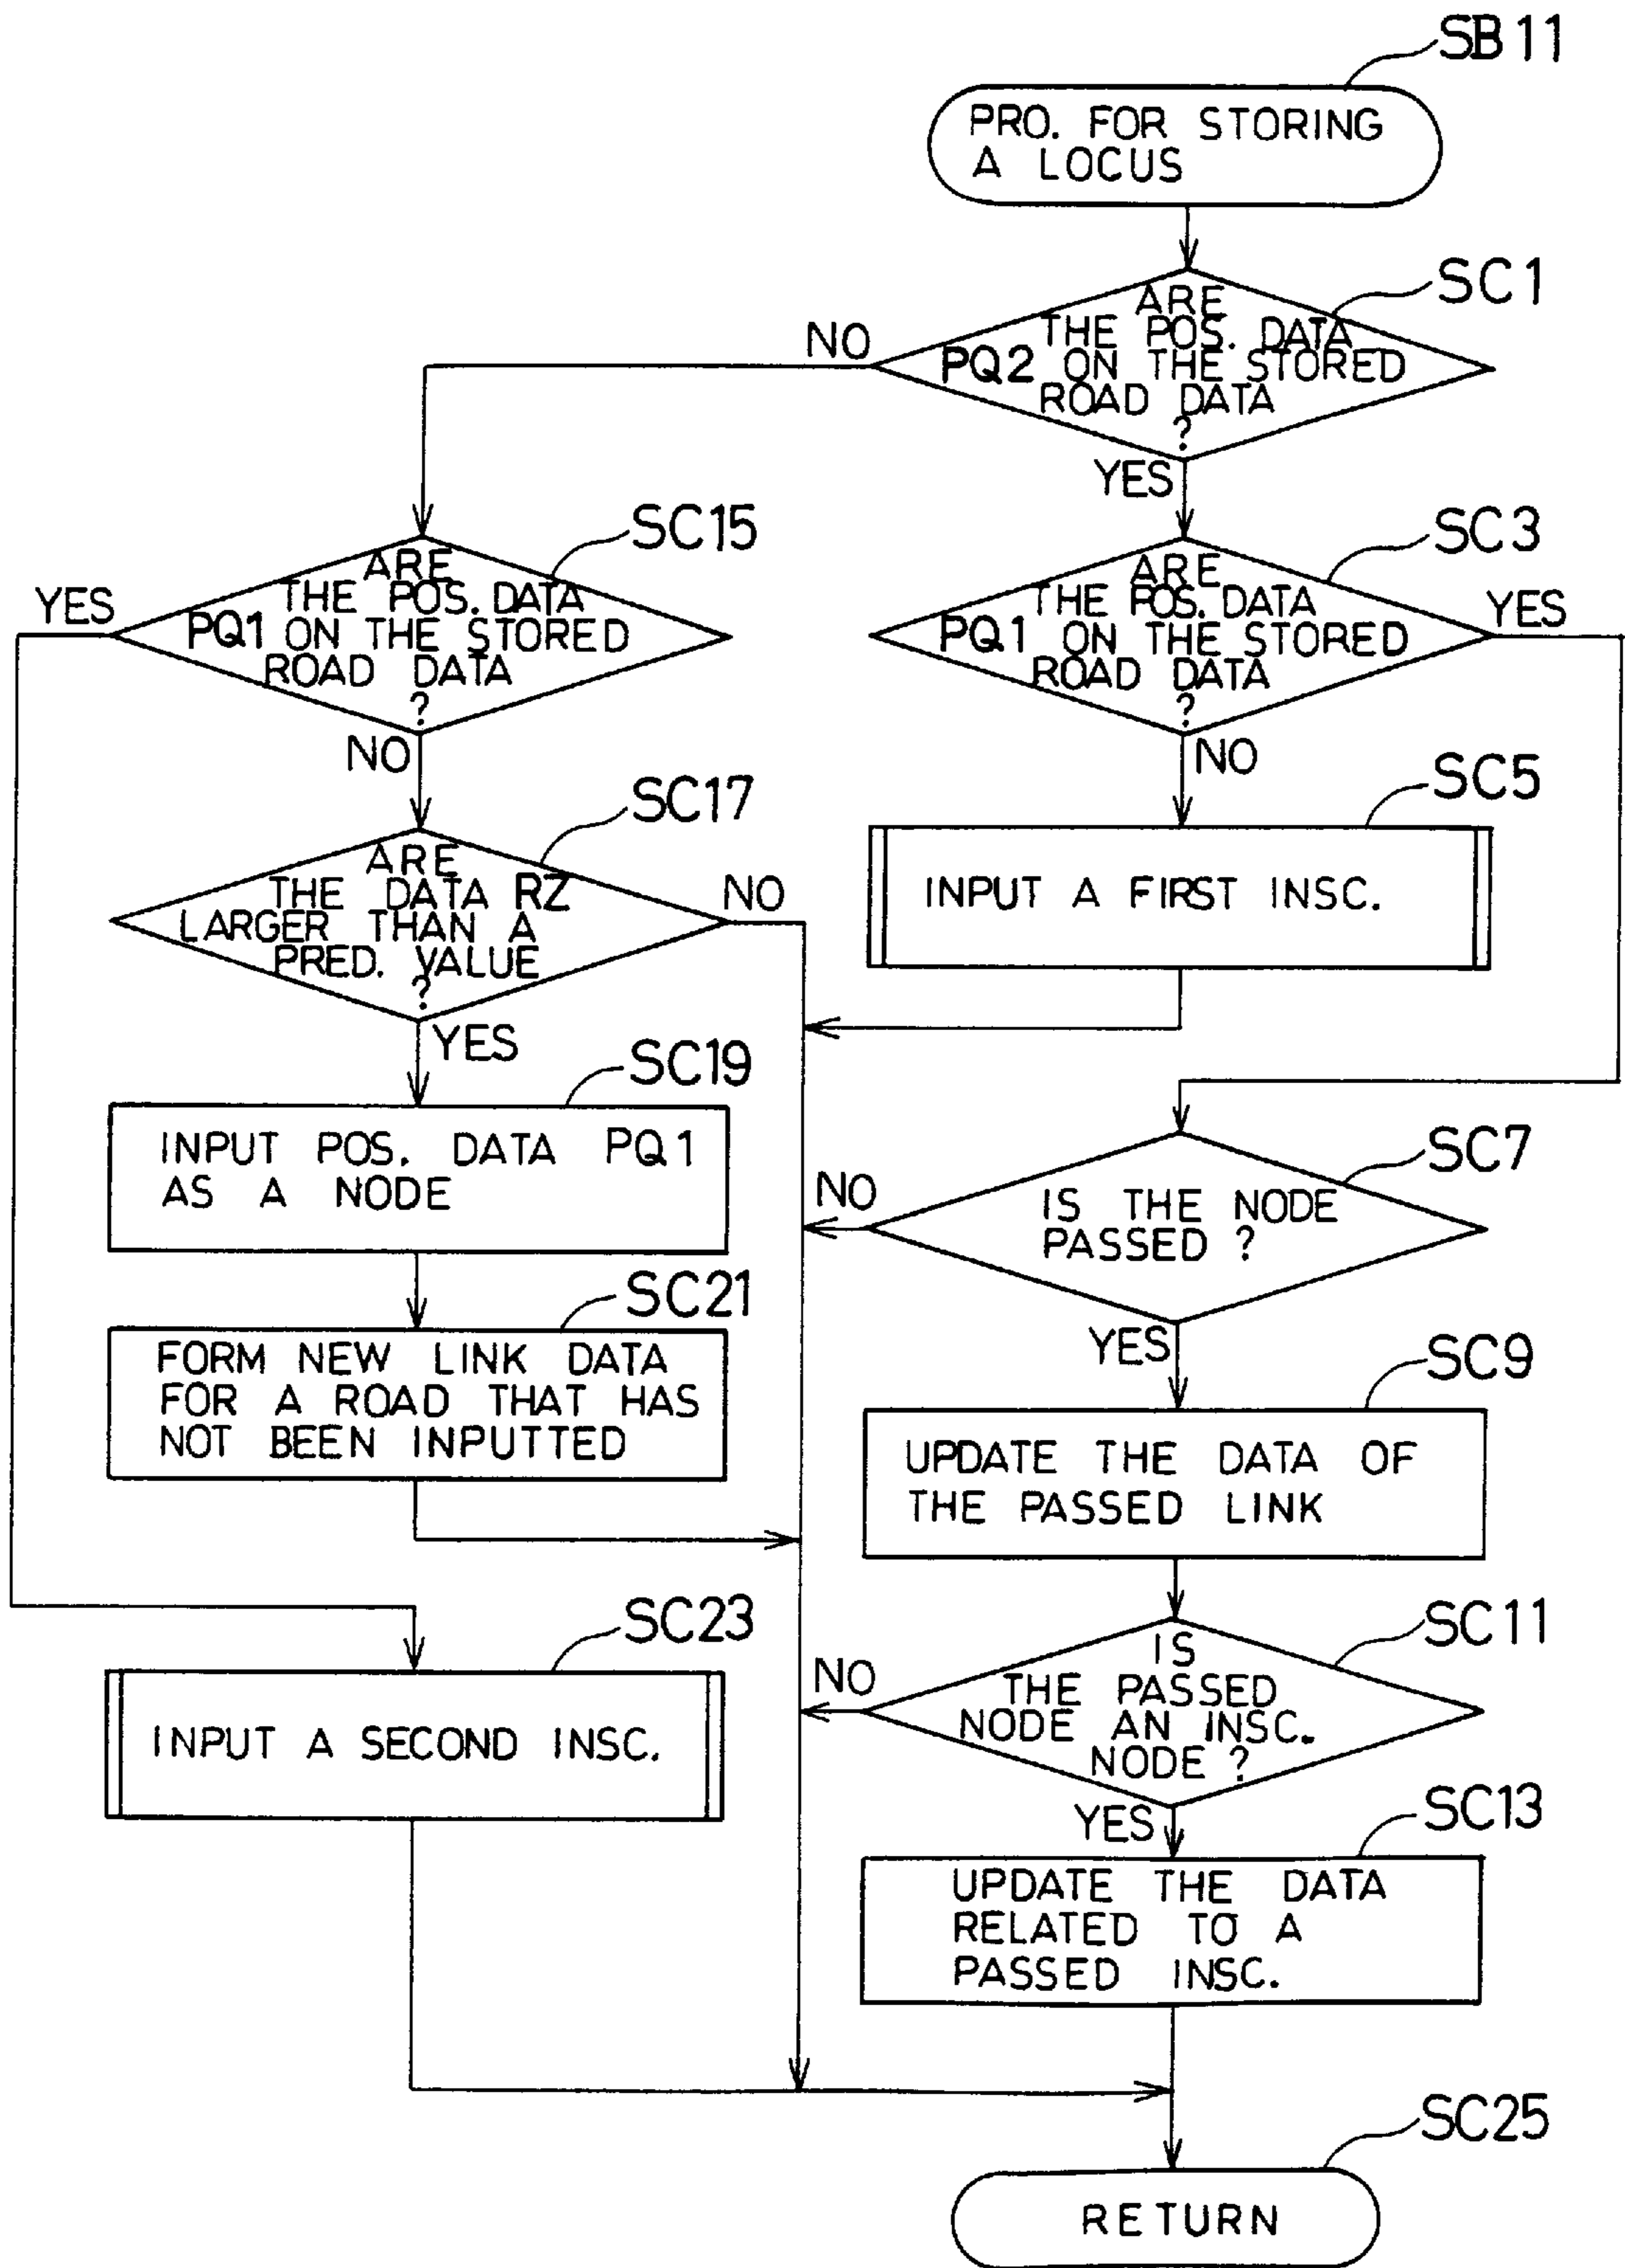 SB11
PRO. FOR STORING
A LOCUS
SC1
ARE
THE POS. DATA
PQ2 ON THE STORED
ROAD DATA
?
NO
YES
SC15
ARE
THE POS. DATA
PQ1 ON THE STORED
ROAD DATA
?
YES
NO
SC3
ARE
THE POS. DATA
PQ1 ON THE STORED
ROAD DATA
?
YES
NO
SC17
ARE
THE DATA RZ
LARGER THAN A
PRED. VALUE
?
NO
YES
SC5
INPUT A FIRST INSC.
SC19
INPUT POS. DATA PQ1
AS A NODE
SC7
IS THE NODE
PASSED ?
NO
YES
SC21
FORM NEW LINK DATA
FOR A ROAD THAT HAS
NOT BEEN INPUTTED
SC9
UPDATE THE DATA OF
THE PASSED LINK
SC23
INPUT A SECOND INSC.
SC11
IS
THE PASSED
NODE AN INSC.
NODE ?
NO
YES
SC13
UPDATE THE DATA
RELATED TO A
PASSED INSC.
SC25
RETURN